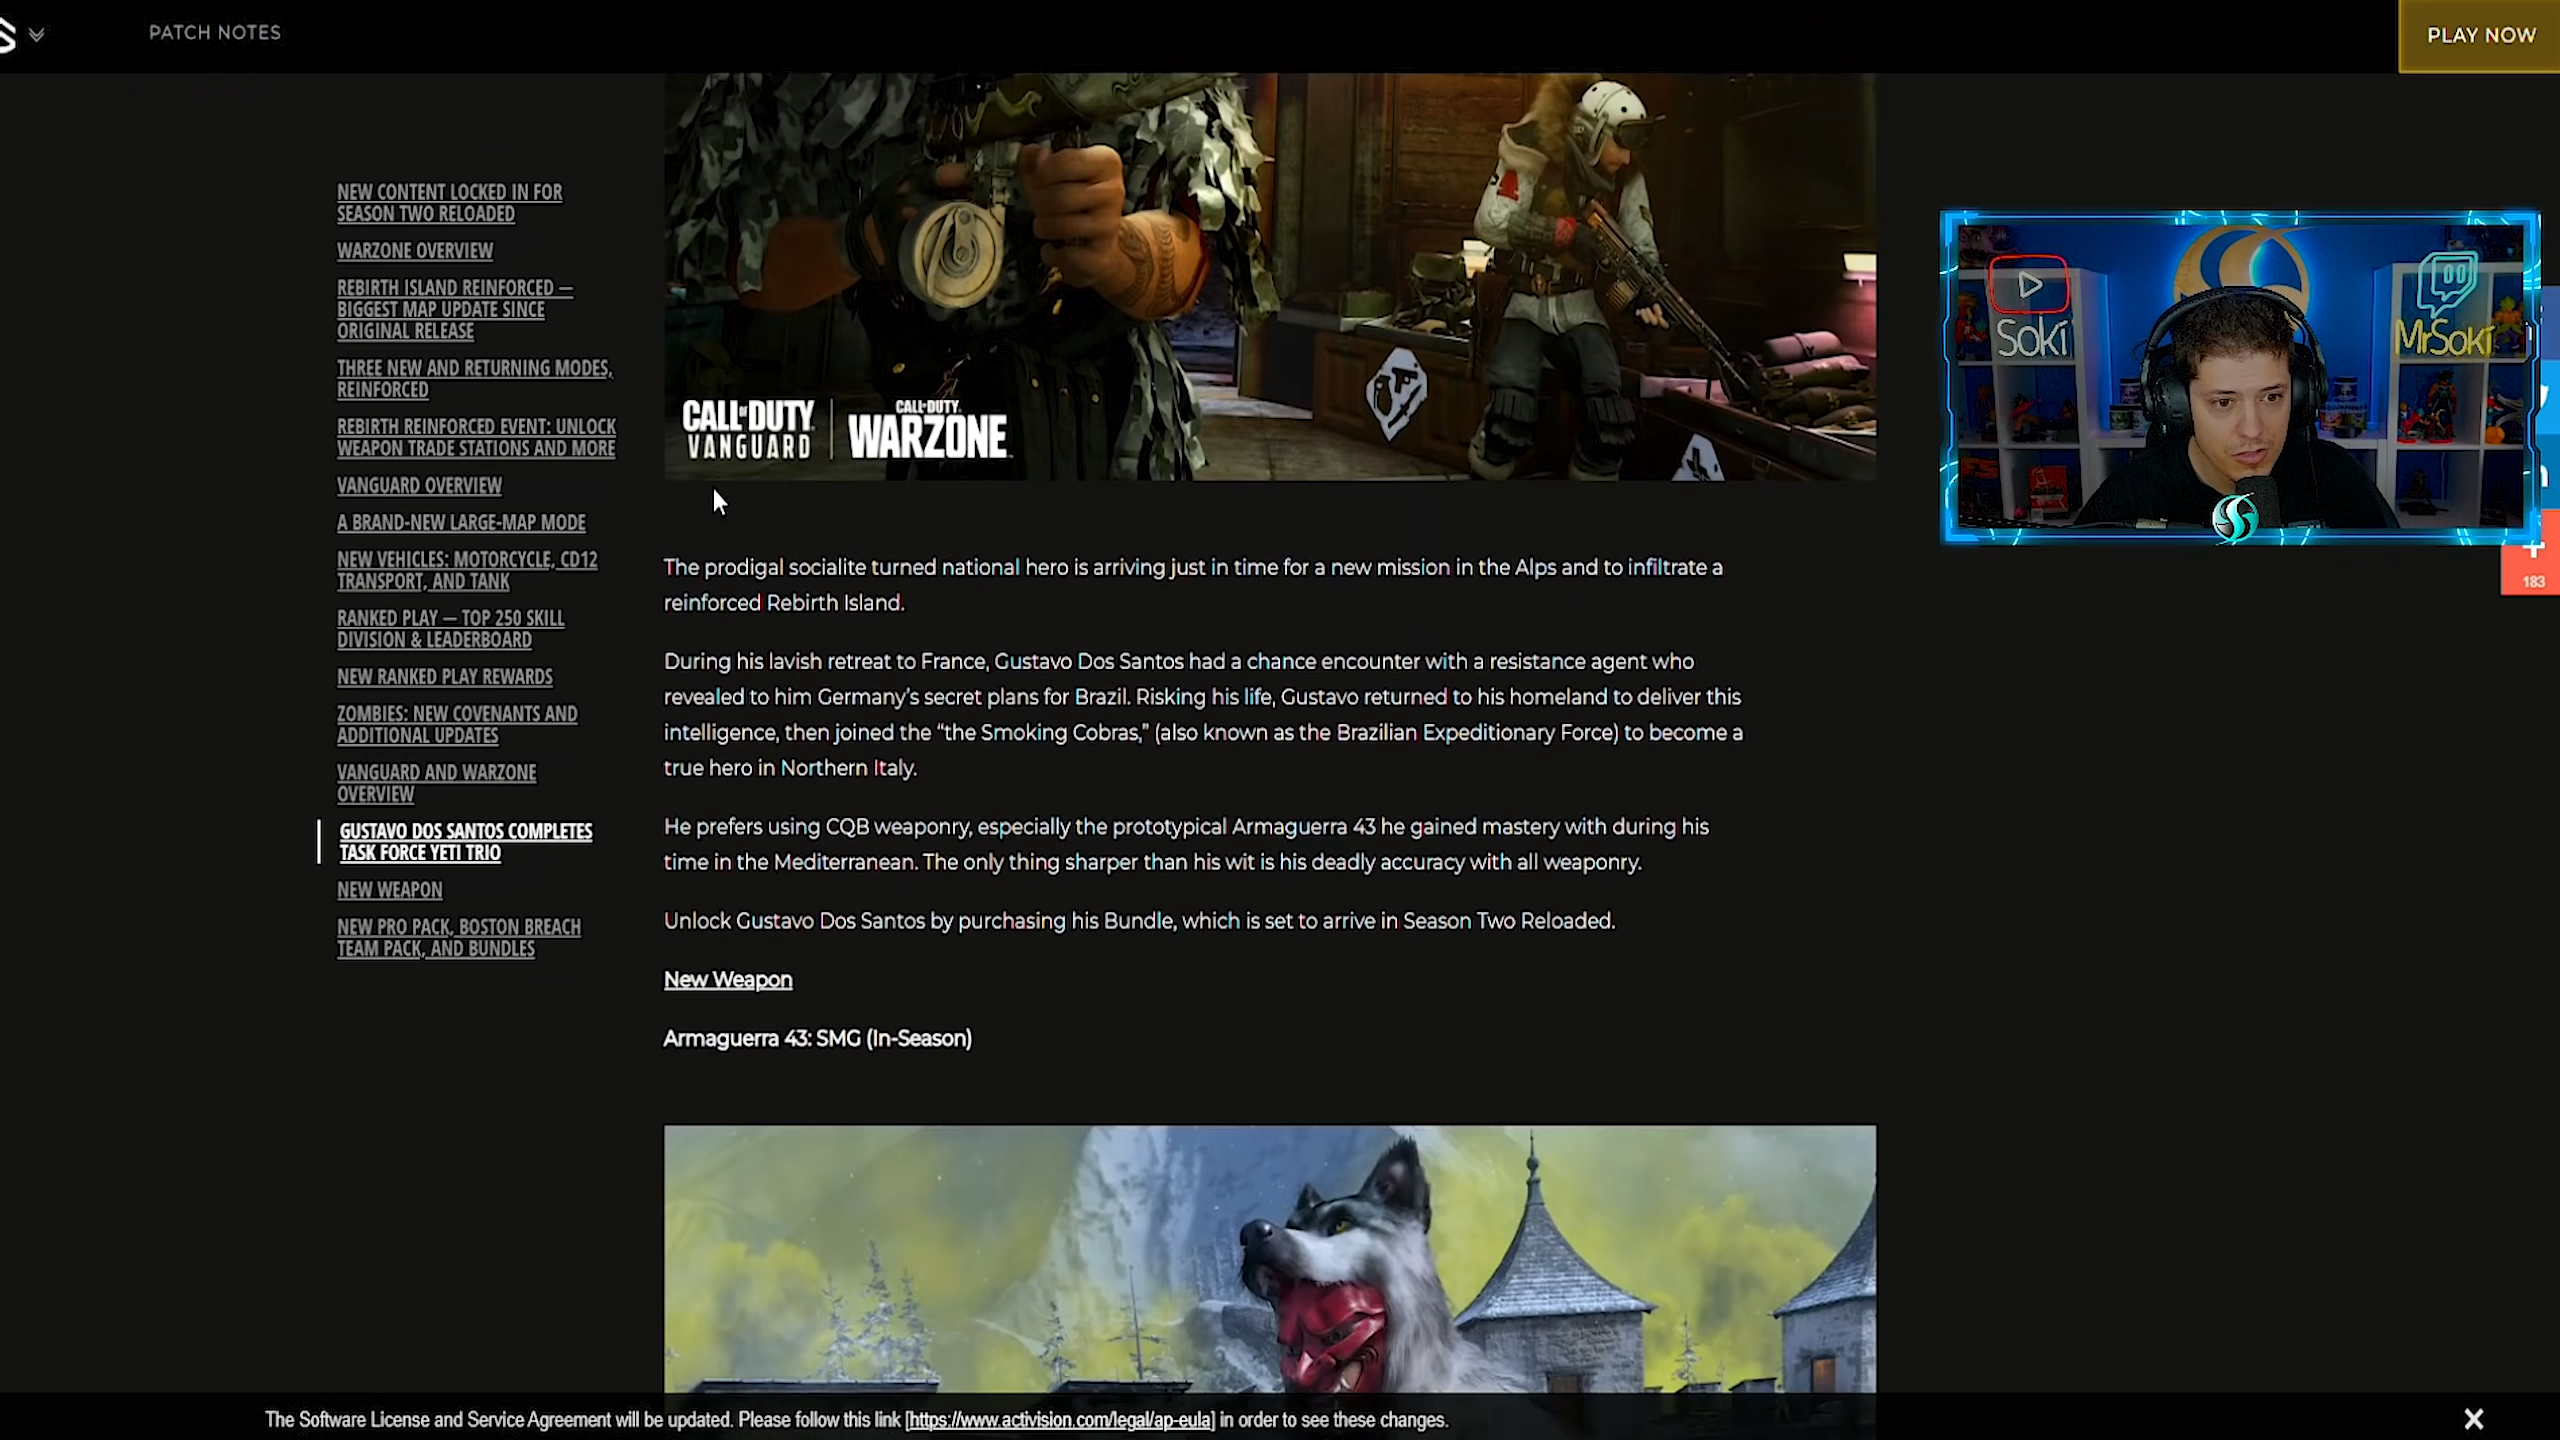 PATCH NOTES
PLAY NOW
NEW CONTENT LOCKED IN FOR
SEASON TWO RELOADED
WARZONE OVERVIEW
REBIRTH ISLAND REINFORCED —
BIGGEST MAP UPDATE SINCE
ORIGINAL RELEASE
THREE NEW AND RETURNING MODES,
REINFORCED
REBIRTH REINFORCED EVENT: UNLOCK
WEAPON TRADE STATIONS AND MORE
VANGUARD OVERVIEW
A BRAND-NEW LARGE-MAP MODE
NEW VEHICLES: MOTORCYCLE, CD12
TRANSPORT, AND TANK
RANKED PLAY — TOP 250 SKILL
DIVISION & LEADERBOARD
NEW RANKED PLAY REWARDS
ZOMBIES: NEW COVENANTS AND
ADDITIONAL UPDATES
VANGUARD AND WARZONE
OVERVIEW
GUSTAVO DOS SANTOS COMPLETES
TASK FORCE YETI TRIO
NEW WEAPON
NEW PRO PACK, BOSTON BREACH
TEAM PACK, AND BUNDLES
CALL OF DUTY
VANGUARD
CALL OF DUTY
WARZONE
Soki
MrSoki
183
The prodigal socialite turned national hero is arriving just in time for a new mission in the Alps and to infiltrate a
reinforced Rebirth Island.
During his lavish retreat to France, Gustavo Dos Santos had a chance encounter with a resistance agent who
revealed to him Germany’s secret plans for Brazil. Risking his life, Gustavo returned to his homeland to deliver this
intelligence, then joined the “the Smoking Cobras,” (also known as the Brazilian Expeditionary Force) to become a
true hero in Northern Italy.
He prefers using CQB weaponry, especially the prototypical Armaguerra 43 he gained mastery with during his
time in the Mediterranean. The only thing sharper than his wit is his deadly accuracy with all weaponry.
Unlock Gustavo Dos Santos by purchasing his Bundle, which is set to arrive in Season Two Reloaded.
New Weapon
Armaguerra 43: SMG (In-Season)
The Software License and Service Agreement will be updated. Please follow this link [https://www.activision.com/legal/ap-eula] in order to see these changes.